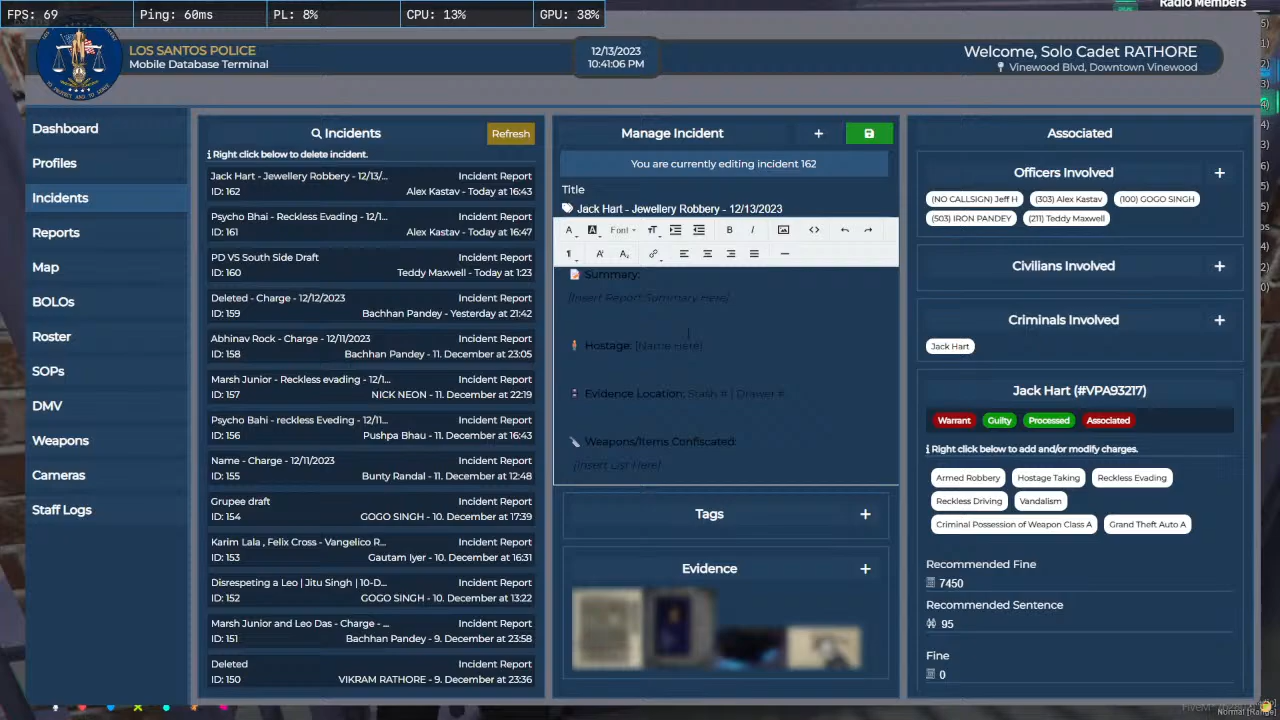 FPS: 69
Ping: 60ms
PL: 8%
CPU: 13%
GPU: 38%
Radio Members
LOS SANTOS POLICE
Mobile Database Terminal
12/13/2023
10:41:06 PM
Welcome, Solo Cadet RATHORE
Vinewood Blvd, Downtown Vinewood
Dashboard
Profiles
Incidents
Reports
Map
BOLOs
Roster
SOPs
DMV
Weapons
Cameras
Staff Logs
Incidents
Refresh
Right click below to delete incident.
Jack Hart - Jewellery Robbery - 12/13/... Incident Report
ID: 162 Alex Kastav - Today at 16:43
Psycho Bhai - Reckless Evading - 12/1... Incident Report
ID: 161 Alex Kastav - Today at 16:47
PD VS South Side Draft Incident Report
ID: 160 Teddy Maxwell - Today at 1:23
Deleted - Charge - 12/12/2023 Incident Report
ID: 159 Bachhan Pandey - Yesterday at 21:42
Abhinav Rock - Charge - 12/11/2023 Incident Report
ID: 158 Bachhan Pandey - 11. December at 23:05
Marsh Junior - Reckless evading - 12/1... Incident Report
ID: 157 NICK NEON - 11. December at 22:19
Psycho Bahi - reckless Eveding - 12/1... Incident Report
ID: 156 Pushpa Bhau - 11. December at 16:43
Name - Charge - 12/11/2023 Incident Report
ID: 155 Bunty Randal - 11. December at 12:48
Grupee draft Incident Report
ID: 154 GOGO SINGH - 10. December at 17:39
Karim Lala , Felix Cross - Vangelico R... Incident Report
ID: 153 Gautam Iyer - 10. December at 16:31
Disrespeting a Leo | Jitu Singh | 10-D... Incident Report
ID: 152 GOGO SINGH - 10. December at 13:22
Marsh Junior and Leo Das - Charge - ... Incident Report
ID: 151 Bachhan Pandey - 9. December at 23:58
Deleted Incident Report
ID: 150 VIKRAM RATHORE - 9. December at 23:36
Manage Incident
You are currently editing incident 162
Title
Jack Hart - Jewellery Robbery - 12/13/2023
Font
Summary:
[Insert Report Summary Here]
Hostage: [Name Here]
Evidence Location: Stash # | Drawer #
Weapons/Items Confiscated:
[Insert List Here]
Tags
Evidence
Associated
Officers Involved
(NO CALLSIGN) Jeff H (303) Alex Kastav (100) GOGO SINGH
(503) IRON PANDEY (211) Teddy Maxwell
Civilians Involved
Criminals Involved
Jack Hart
Jack Hart (#VPA93217)
Warrant Guilty Processed Associated
Right click below to add and/or modify charges.
Armed Robbery Hostage Taking Reckless Evading
Reckless Driving Vandalism
Criminal Possession of Weapon Class A Grand Theft Auto A
Recommended Fine
7450
Recommended Sentence
95
Fine
0